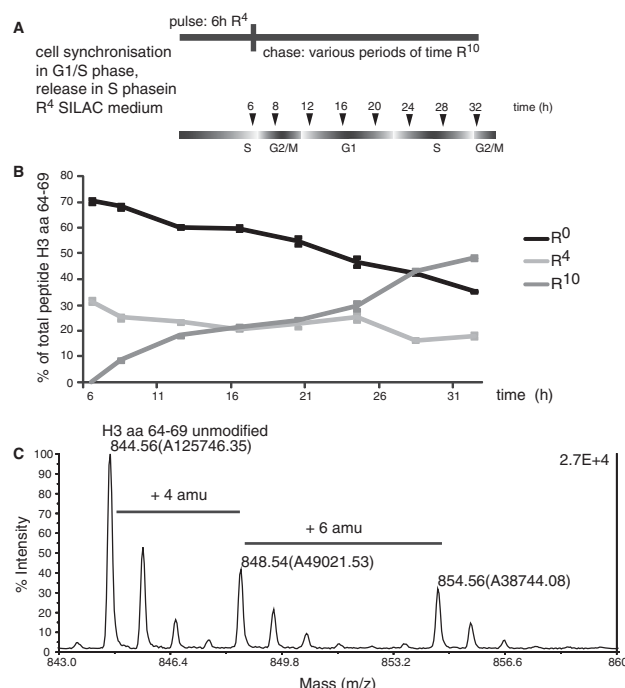 A
pulse: 6h R4
chase: various periods of time R10
cell synchronisation
in G1/S phase,
release in S phasein
R4 SILAC medium
6 8 12 16 20 24 28 32 time (h)
S G2/M G1 S G2/M
B
% of total peptide H3 aa 64-69
80
70
60
50
40
30
20
10
0
6 11 16 21 26 31 time (h)
R0
R4
R10
C
H3 aa 64-69 unmodified
844.56(A125746.35)
2.7E+4
+ 4 amu
+ 6 amu
848.54(A49021.53)
854.56(A38744.08)
% Intensity
100
90
80
70
60
50
40
30
20
10
0
843.0 846.4 849.8 853.2 856.6 860
Mass (m/z)